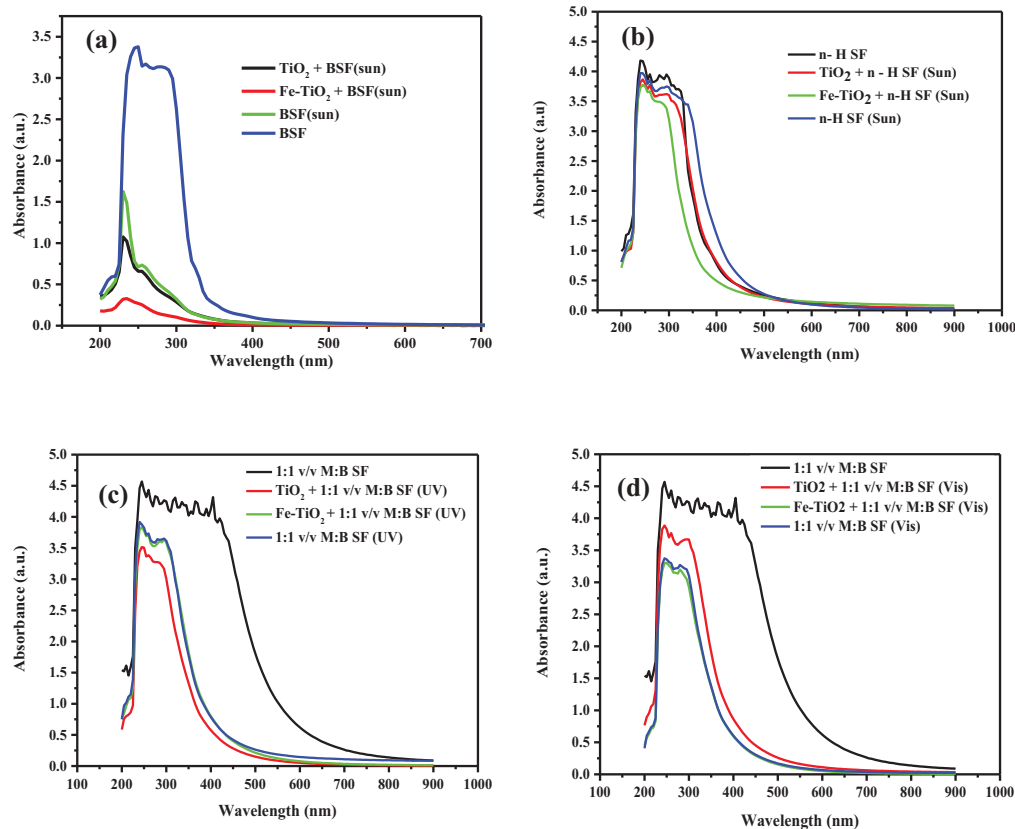 (a)
TiO₂ + BSF(sun)
Fe-TiO₂ + BSF(sun)
BSF(sun)
BSF
Absorbance (a.u.)
3.5
3.0
2.5
2.0
1.5
1.0
0.5
0.0
200 300 400 500 600 700
Wavelength (nm)
(b)
n- H SF
TiO₂ + n - H SF (Sun)
Fe-TiO₂ + n-H SF (Sun)
n-H SF (Sun)
Absorbance (a.u)
5.0
4.5
4.0
3.5
3.0
2.5
2.0
1.5
1.0
0.5
0.0
200 300 400 500 600 700 800 900 1000
Wavelength (nm)
(c)
1:1 v/v M:B SF
TiO₂ + 1:1 v/v M:B SF (UV)
Fe-TiO₂ + 1:1 v/v M:B SF (UV)
1:1 v/v M:B SF (UV)
Absorbance (a.u.)
5.0
4.5
4.0
3.5
3.0
2.5
2.0
1.5
1.0
0.5
0.0
100 200 300 400 500 600 700 800 900 1000
Wavelength (nm)
(d)
1:1 v/v M:B SF
TiO2 + 1:1 v/v M:B SF (Vis)
Fe-TiO2 + 1:1 v/v M:B SF (Vis)
1:1 v/v M:B SF (Vis)
Absorbance (a.u.)
5.0
4.5
4.0
3.5
3.0
2.5
2.0
1.5
1.0
0.5
0.0
100 200 300 400 500 600 700 800 900 1000
Wavelength (nm)